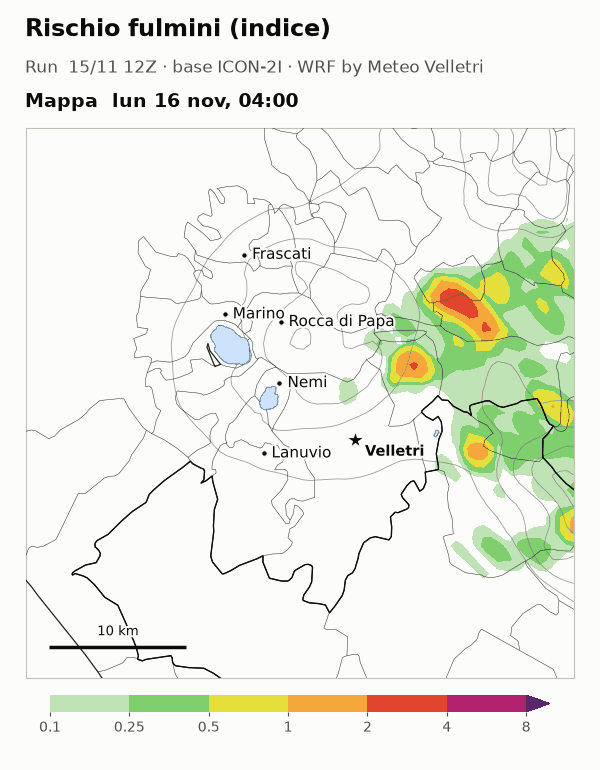 Rischio fulmini (indice)
Run  15/11 12Z · base ICON-2I · WRF by Meteo Velletri
Mappa  lun 16 nov, 04:00
Frascati
Marino
Rocca di Papa
Nemi
Velletri
Lanuvio
10 km
0.1 0.25 0.5 1 2 4 8